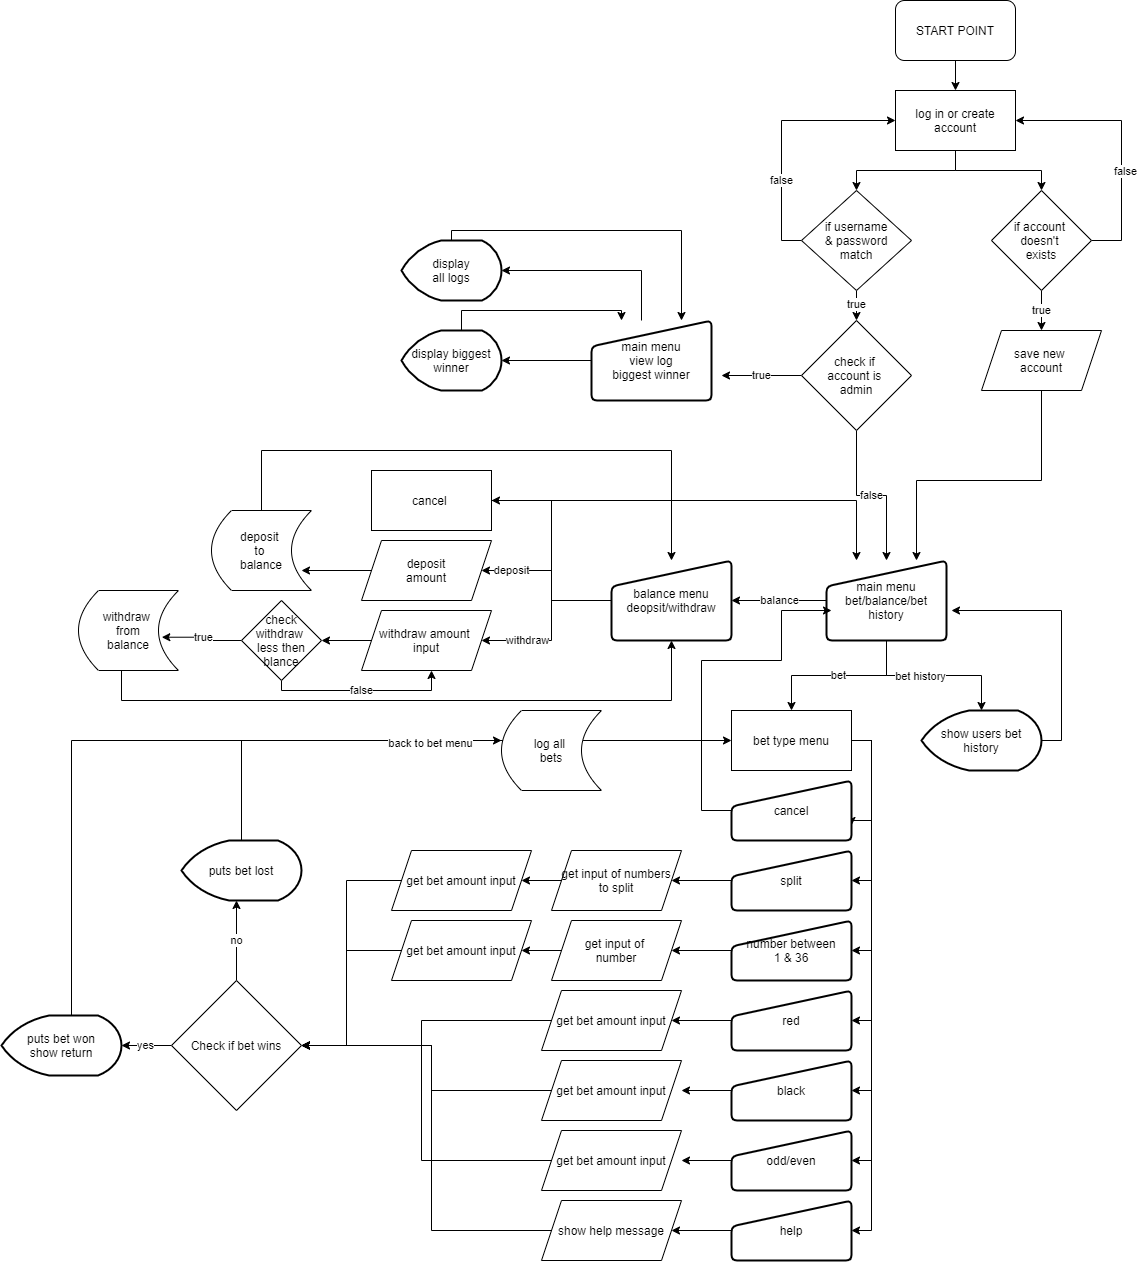 START POINT
log in or create
account
false
false
if username
& password
match
if account
doesn't
exists
display
all logs
true
true
display biggest
winner
main menu
view log
biggest winner
true
check if
account is
admin
save new
account
cancel
false
deposit
to
balance
deposit
amount
deposit
balance menu
deopsit/withdraw
balance
main menu
bet/balance/bet
history
withdraw
from
balance
true
check
withdraw
less then
blance
withdraw amount
input
withdraw
false
bet
bet history
back to bet menu
log all
bets
bet type menu
show users bet
history
cancel
puts bet lost
get bet amount input
get input of numbers
to split
split
no
get bet amount input
get input of
number
number between
1 & 36
puts bet won
show return
yes
Check if bet wins
get bet amount input
red
get bet amount input
black
get bet amount input
odd/even
show help message
help